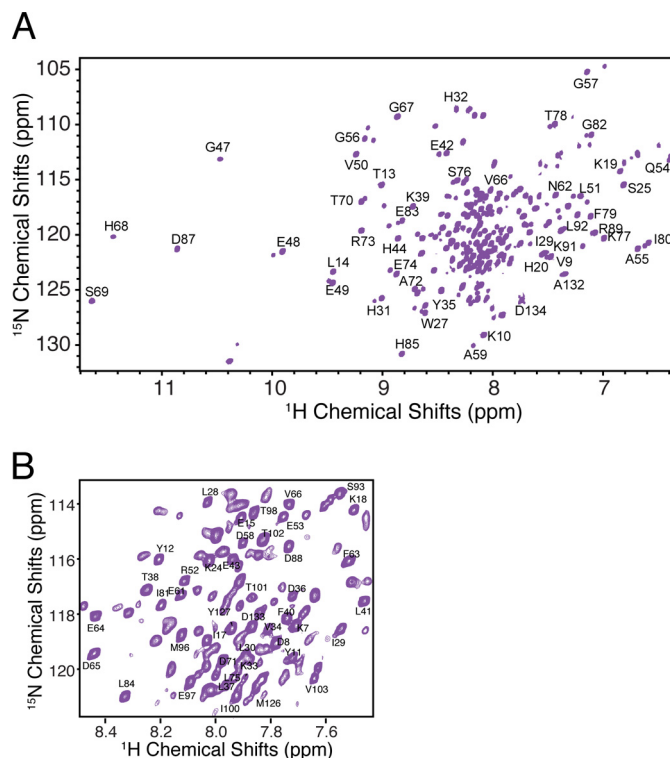 A
105
G57
H32
G67
110
T78
G82
G56
E42
G47
V50
K19
Q54
S76
V66
T13
S25
115
N62
L51
K39
T70
E83
F79
L92
R89
H68
R73
H44
I29
K77
120
D87
E48
K91
I80
L14
E74
H20
V9
A55
A72
A132
125
E49
S69
H31
Y35
D134
W27
K10
130
H85
A59
11
10
9
8
7
¹H Chemical Shifts (ppm)
¹⁵N Chemical Shifts (ppm)
B
S93
L28
V66
K18
114
T98
E15
E53
D58
T102
Y12
K24
E43
D88
F63
116
R52
T38
T101
I81
E61
D36
L41
Y127
F40
118
E64
D133
Y34
K7
M96
I17
I29
L30
D8
D65
D71
K33
Y11
120
L75
L84
L37
V103
E97
I100
M126
8.4
8.2
8.0
7.8
7.6
¹H Chemical Shifts (ppm)
¹⁵N Chemical Shifts (ppm)